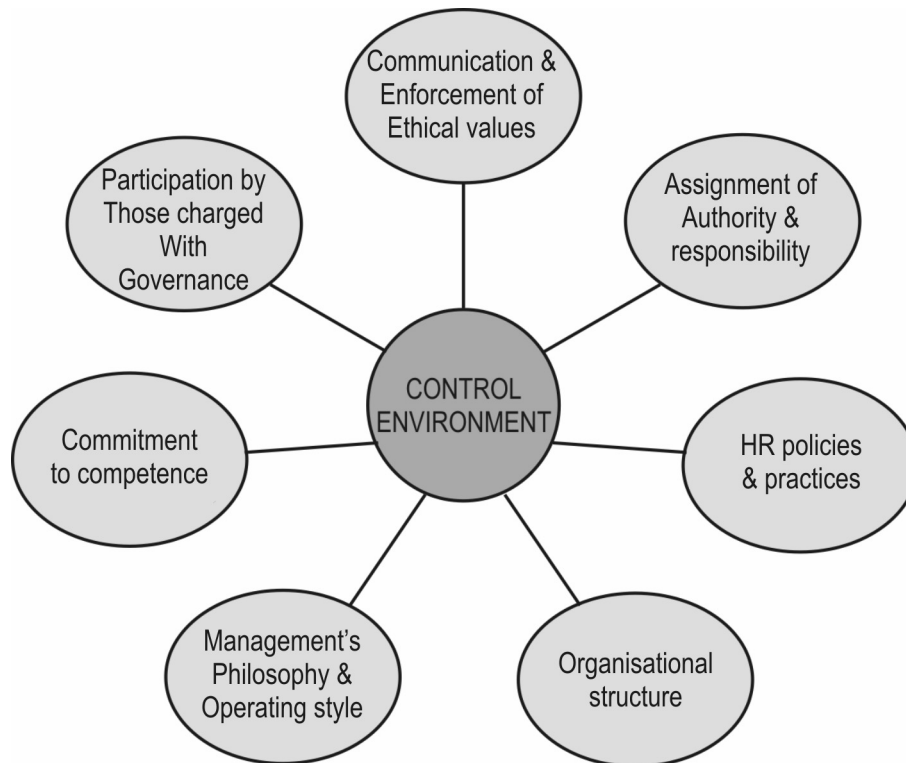 Communication &
Enforcement of
Ethical values
Participation by
Those charged
With
Governance
Assignment of
Authority &
responsibility
CONTROL
ENVIRONMENT
Commitment
to competence
HR policies
& practices
Management's
Philosophy &
Operating style
Organisational
structure